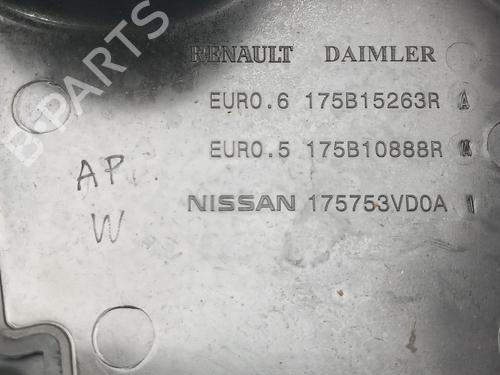 RENAULT DAIMLER
EURO.6 175B15263R A
EURO.5 175B10888R
NISSAN 175753VD0A 1
AP
W
B-PARTS